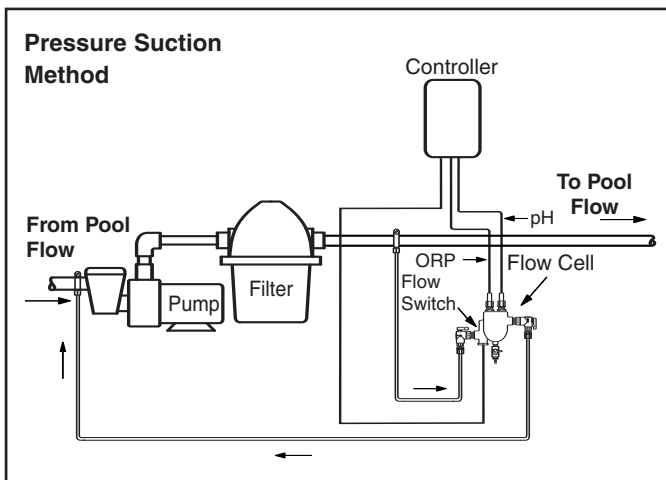 Pressure Suction
Method
Controller
To Pool
Flow
pH
From Pool
Flow
ORP
Flow Cell
Flow
Switch
Filter
Pump